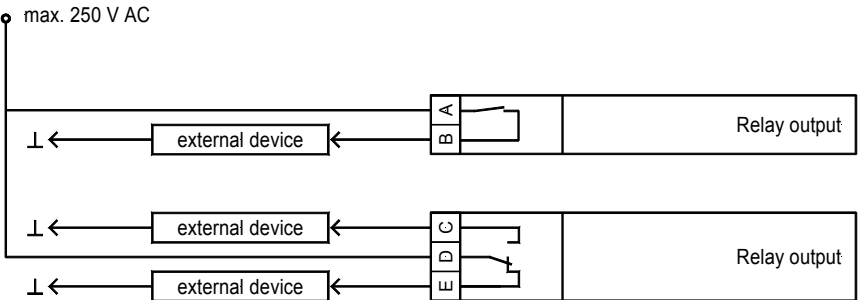 max. 250 V AC
A
Relay output
external device
B
external device
C
D
Relay output
external device
E